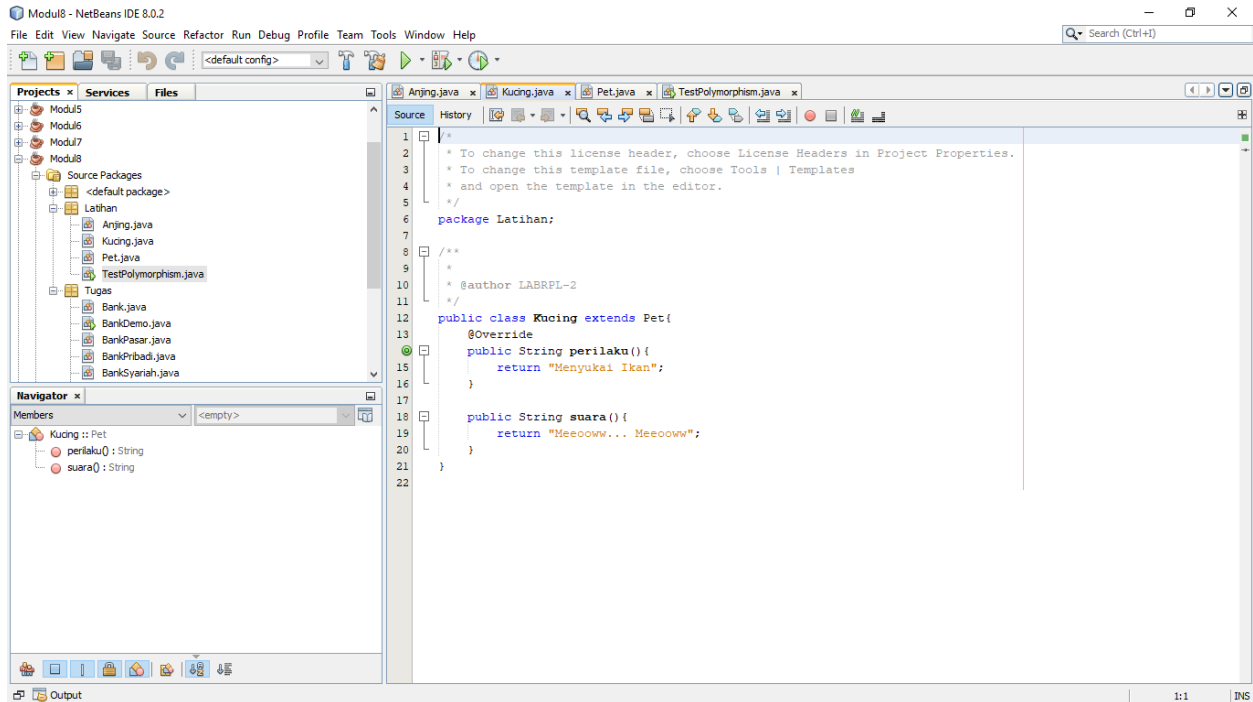 Modul8 - NetBeans IDE 8.0.2
File Edit View Navigate Source Refactor Run Debug Profile Team Tools Window Help
Search (Ctrl+I)
<default config>
Projects Services Files
Modul5
Modul6
Modul7
Modul8
Source Packages
<default package>
Latihan
Anjing.java
Kucing.java
Pet.java
TestPolymorphism.java
Tugas
Bank.java
BankDemo.java
BankPasar.java
BankPribadi.java
BankSyariah.java
Navigator
Members <empty>
Kucing :: Pet
perilaku() : String
suara() : String
Anjing.java Kucing.java Pet.java TestPolymorphism.java
Source History
1 /*
2 * To change this license header, choose License Headers in Project Properties.
3 * To change this template file, choose Tools | Templates
4 * and open the template in the editor.
5 */
6 package Latihan;
7
8 /**
9 *
10 * @author LABRPL-2
11 */
12 public class Kucing extends Pet{
13 @Override
public String perilaku(){
15 return "Menyukai Ikan";
16 }
17
18 public String suara(){
19 return "Meeooww... Meeooww";
20 }
21 }
22
Output
1:1 INS